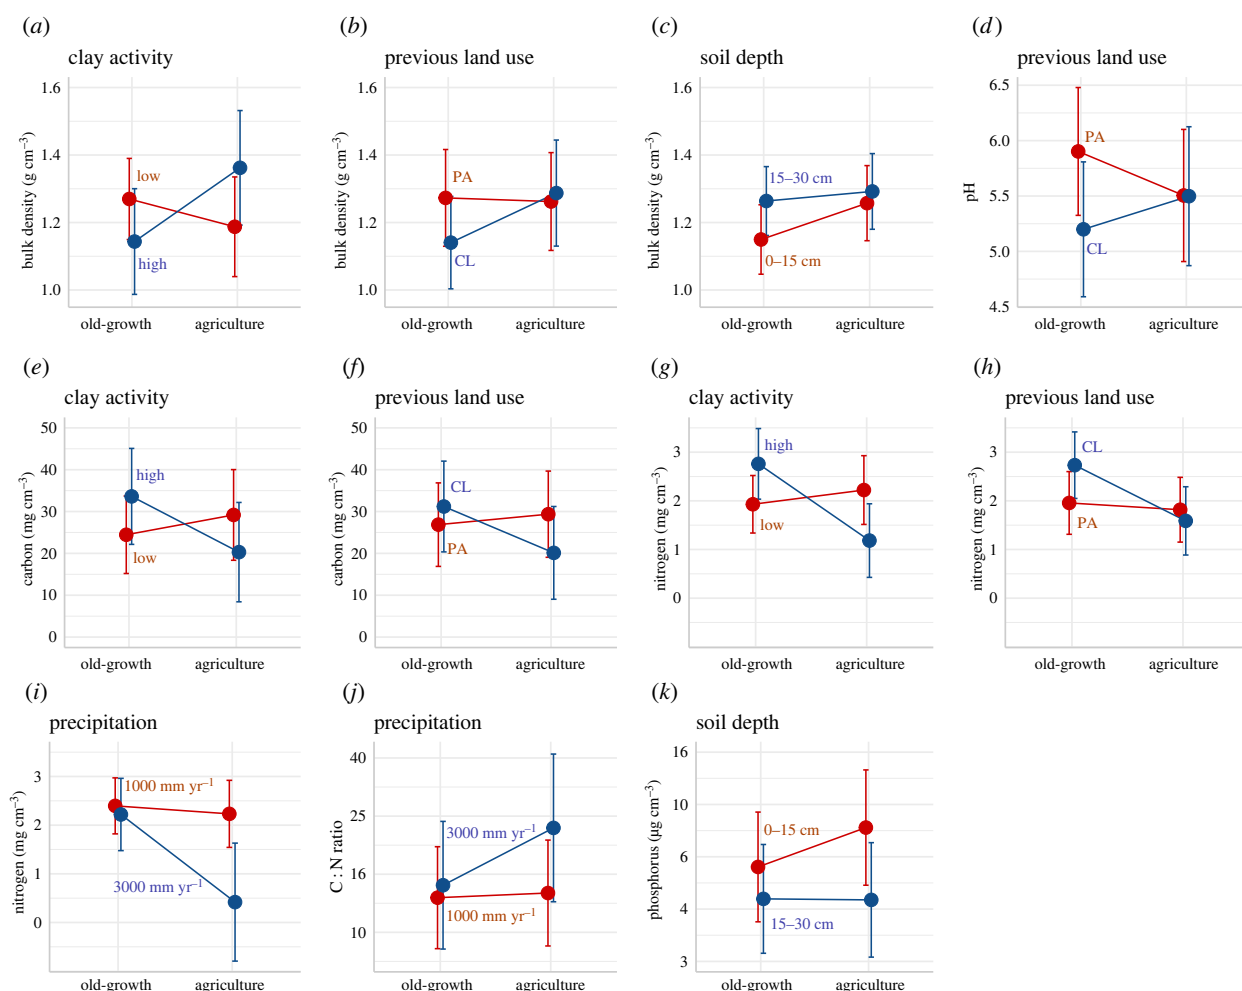 (a)
clay activity
bulk density (g cm⁻³)
1.6
1.4
1.2
1.0
low
high
old-growth agriculture
(b)
previous land use
bulk density (g cm⁻³)
1.6
1.4
1.2
1.0
PA
CL
old-growth agriculture
(c)
soil depth
bulk density (g cm⁻³)
1.6
1.4
1.2
1.0
15–30 cm
0–15 cm
old-growth agriculture
(d)
previous land use
pH
6.5
6.0
5.5
5.0
4.5
PA
CL
old-growth agriculture
(e)
clay activity
carbon (mg cm⁻³)
50
40
30
20
10
0
high
low
old-growth agriculture
(f)
previous land use
carbon (mg cm⁻³)
50
40
30
20
10
0
CL
PA
old-growth agriculture
(g)
clay activity
nitrogen (mg cm⁻³)
3
2
1
0
high
low
old-growth agriculture
(h)
previous land use
nitrogen (mg cm⁻³)
3
2
1
0
CL
PA
old-growth agriculture
(i)
precipitation
nitrogen (mg cm⁻³)
3
2
1
0
1000 mm yr⁻¹
3000 mm yr⁻¹
old-growth agriculture
(j)
precipitation
C : N ratio
40
25
16
10
3000 mm yr⁻¹
1000 mm yr⁻¹
old-growth agriculture
(k)
soil depth
phosphorus (µg cm⁻³)
16
10
6
4
3
0–15 cm
15–30 cm
old-growth agriculture